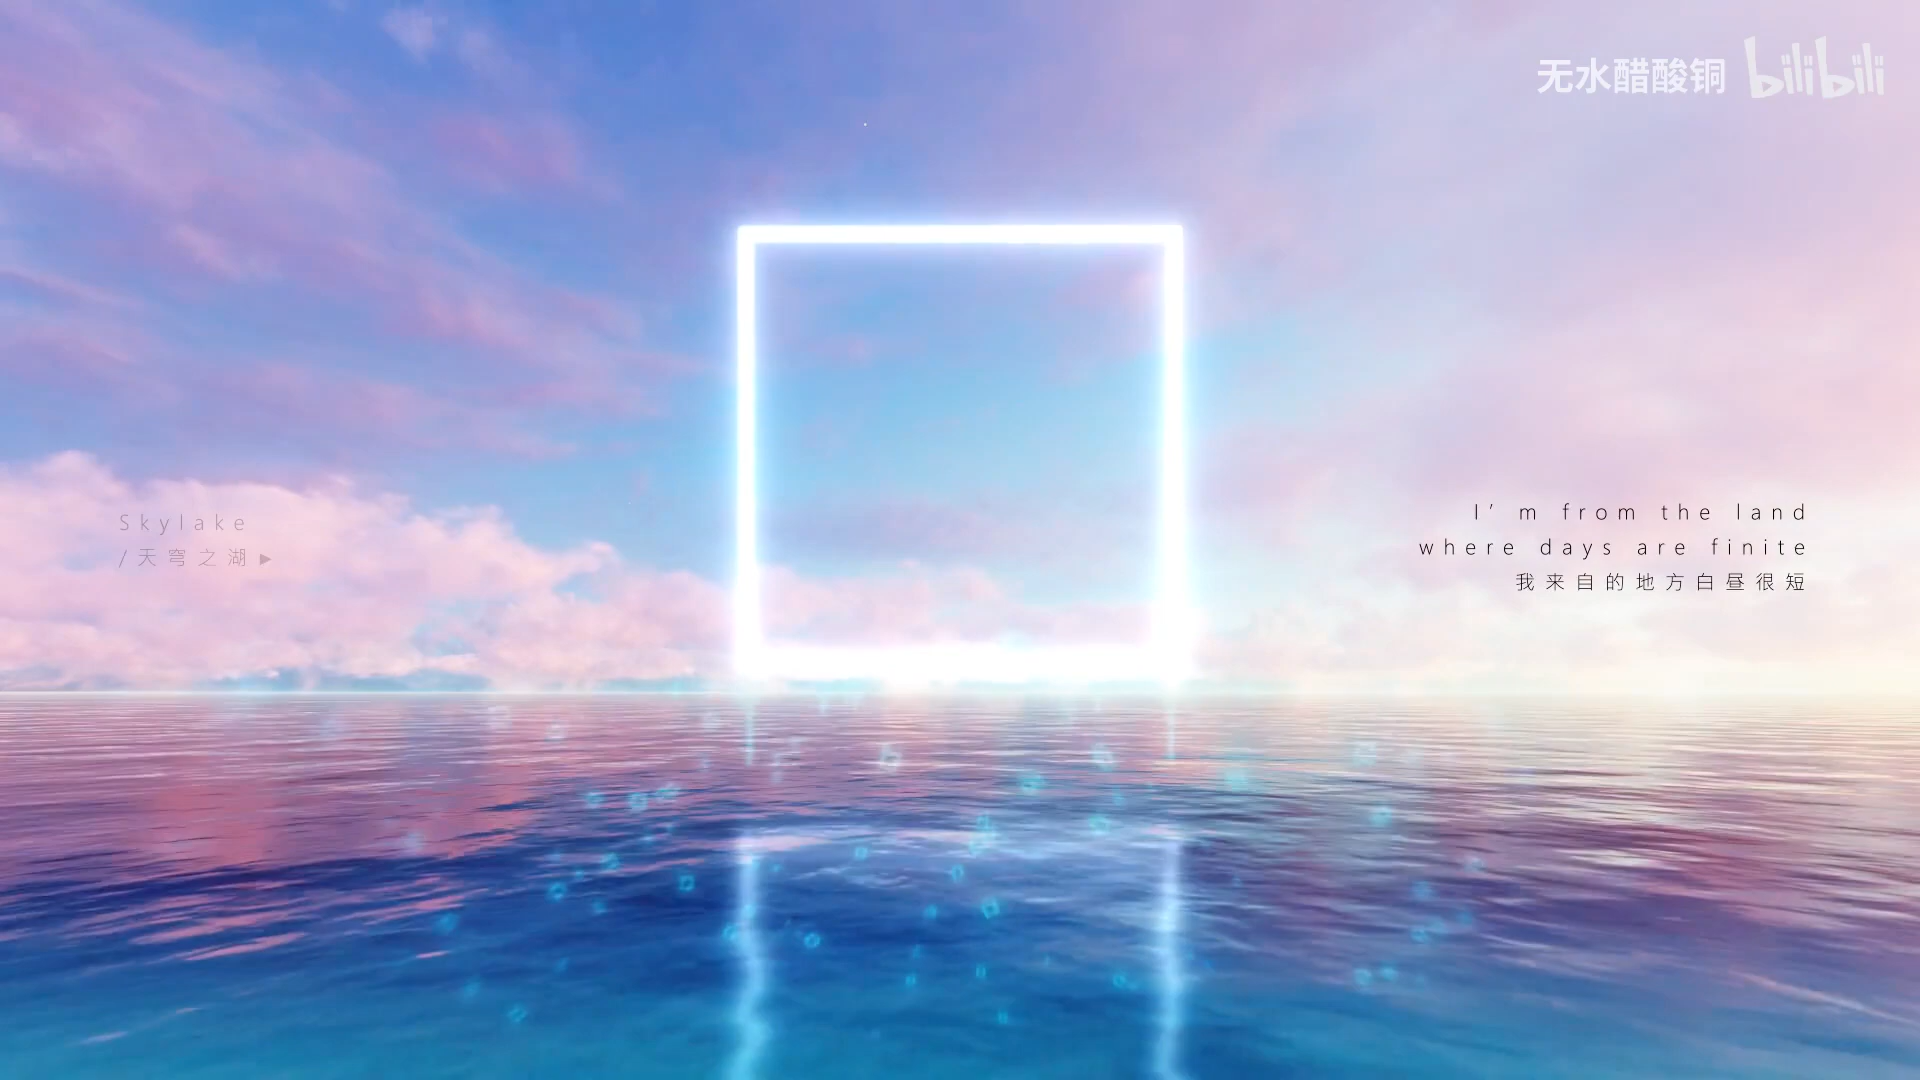 无水醋酸铜 bilibili
Skylake
/天穹之湖▶
I’m from the land
where days are finite
我来自的地方白昼很短